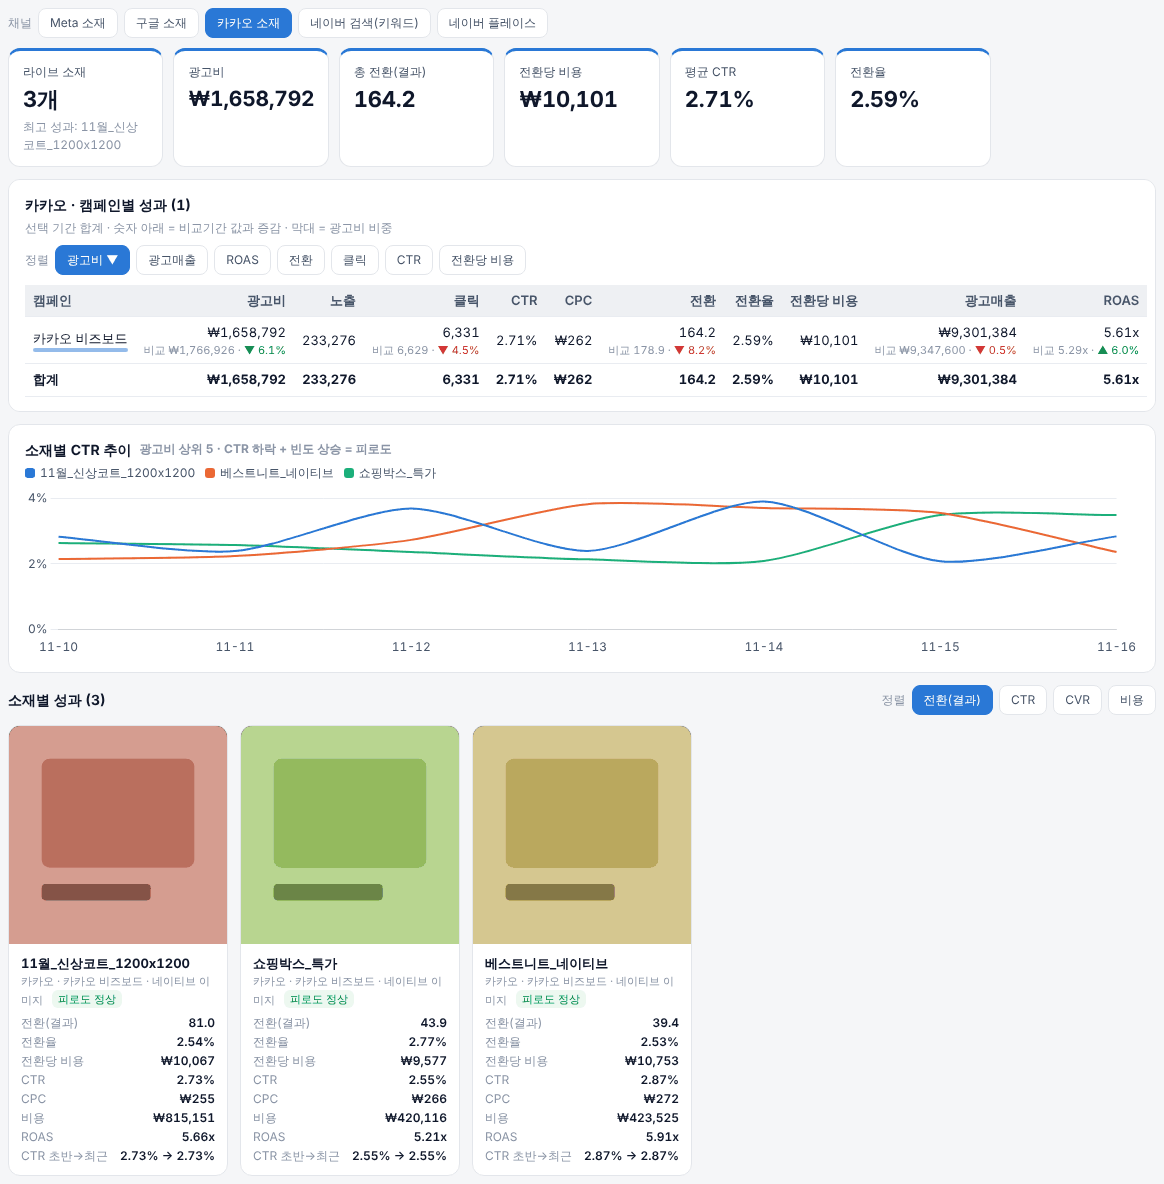 채널 Meta 소재 구글 소재 카카오 소재 네이버 검색(키워드) 네이버 플레이스
라이브 소재
3개
최고 성과: 11월_신상
코트_1200x1200
광고비
₩1,658,792
총 전환(결과)
164.2
전환당 비용
₩10,101
평균 CTR
2.71%
전환율
2.59%
카카오 · 캠페인별 성과 (1)
선택 기간 합계 · 숫자 아래 = 비교기간 값과 증감 · 막대 = 광고비 비중
정렬 광고비 ▼ 광고매출 ROAS 전환 클릭 CTR 전환당 비용
캠페인 광고비 노출 클릭 CTR CPC 전환 전환율 전환당 비용 광고매출 ROAS
카카오 비즈보드 ₩1,658,792 233,276 6,331 2.71% ₩262 164.2 2.59% ₩10,101 ₩9,301,384 5.61x
비교 ₩1,766,926 · ▼ 6.1% 비교 6,629 · ▼ 4.5% 비교 178.9 · ▼ 8.2% 비교 ₩9,347,600 · ▼ 0.5% 비교 5.29x · ▲ 6.0%
합계 ₩1,658,792 233,276 6,331 2.71% ₩262 164.2 2.59% ₩10,101 ₩9,301,384 5.61x
소재별 CTR 추이 광고비 상위 5 · CTR 하락 + 빈도 상승 = 피로도
11월_신상코트_1200x1200 베스트니트_네이티브 쇼핑박스_특가
4%
2%
0%
11-10 11-11 11-12 11-13 11-14 11-15 11-16
소재별 성과 (3)
정렬 전환(결과) CTR CVR 비용
11월_신상코트_1200x1200
카카오 · 카카오 비즈보드 · 네이티브 이
미지 피로도 정상
전환(결과) 81.0
전환율 2.54%
전환당 비용 ₩10,067
CTR 2.73%
CPC ₩255
비용 ₩815,151
ROAS 5.66x
CTR 초반→최근 2.73% → 2.73%
쇼핑박스_특가
카카오 · 카카오 비즈보드 · 네이티브 이
미지 피로도 정상
전환(결과) 43.9
전환율 2.77%
전환당 비용 ₩9,577
CTR 2.55%
CPC ₩266
비용 ₩420,116
ROAS 5.21x
CTR 초반→최근 2.55% → 2.55%
베스트니트_네이티브
카카오 · 카카오 비즈보드 · 네이티브 이
미지 피로도 정상
전환(결과) 39.4
전환율 2.53%
전환당 비용 ₩10,753
CTR 2.87%
CPC ₩272
비용 ₩423,525
ROAS 5.91x
CTR 초반→최근 2.87% → 2.87%